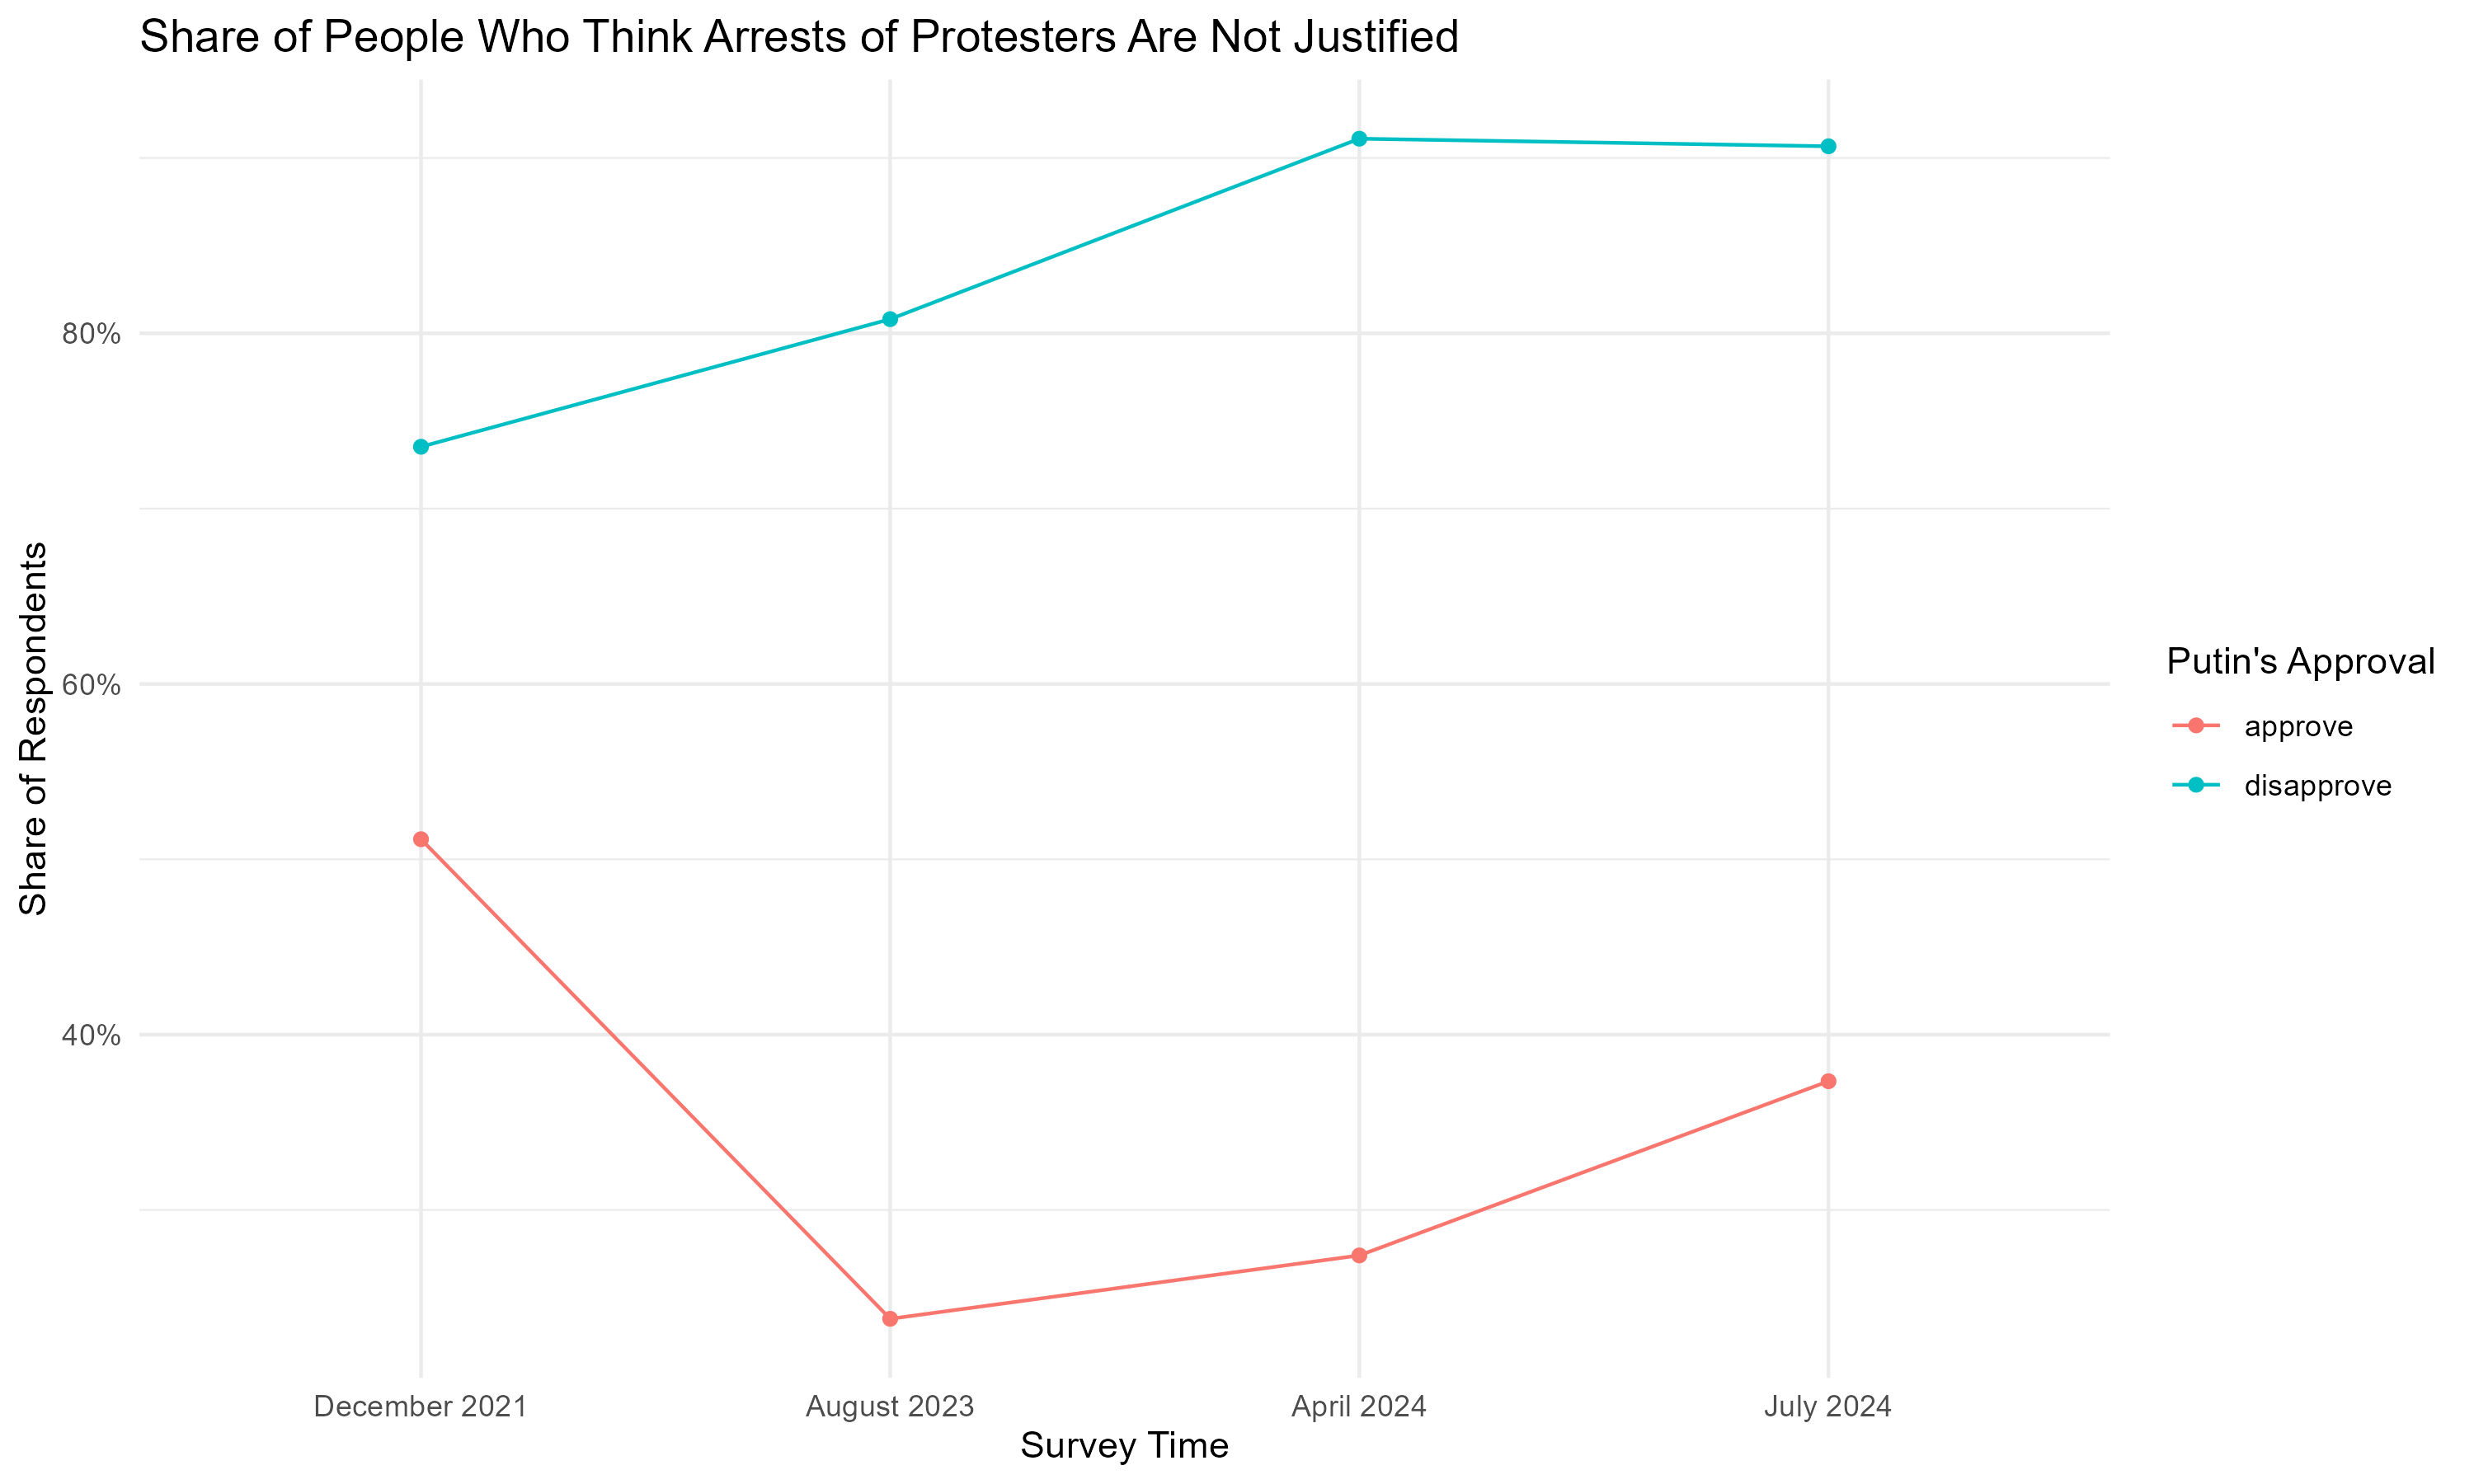 Share of People Who Think Arrests of Protesters Are Not Justified
Share of Respondents
80%
60%
40%
December 2021
August 2023
April 2024
July 2024
Survey Time
Putin's Approval
approve
disapprove